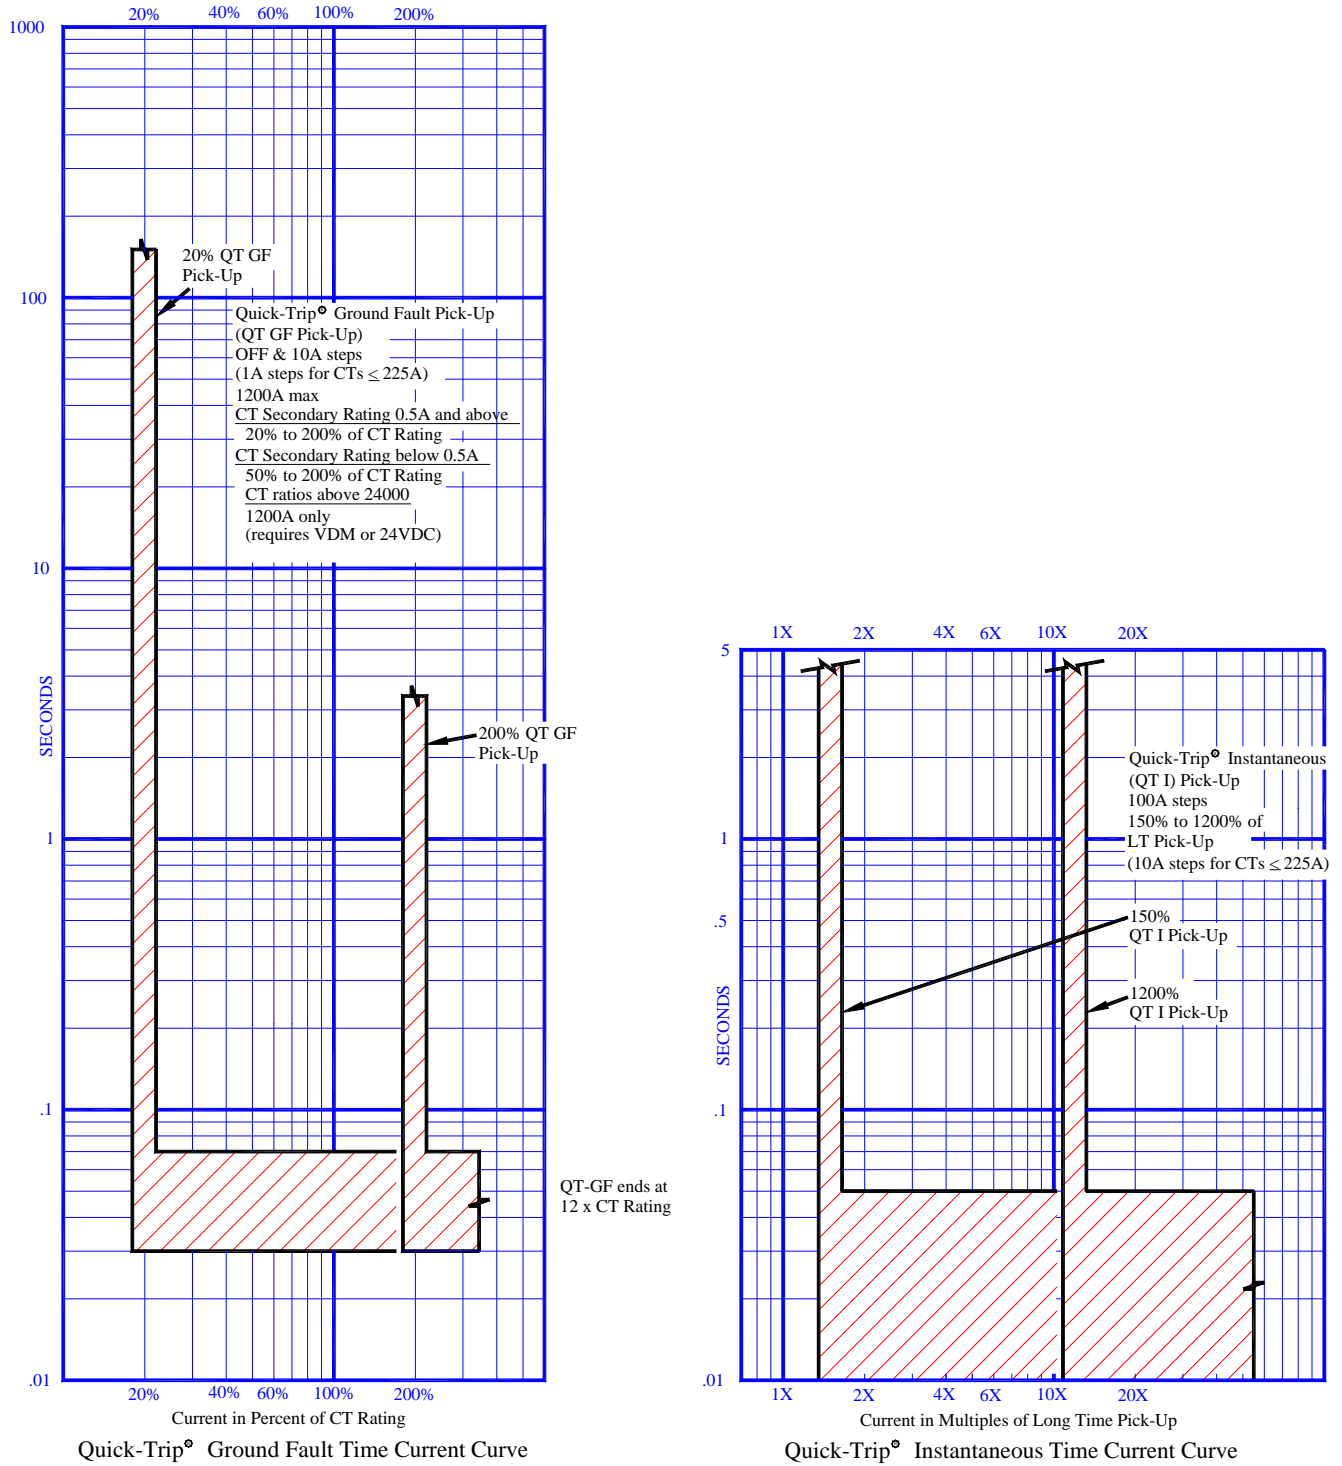 20% 40% 60% 100% 200%
1000
100
10
1
.1
.01
SECONDS
20% QT GF
Pick-Up
Quick-Trip® Ground Fault Pick-Up
(QT GF Pick-Up)
OFF & 10A steps
(1A steps for CTs ≤ 225A)
1200A max
CT Secondary Rating 0.5A and above
20% to 200% of CT Rating
CT Secondary Rating below 0.5A
50% to 200% of CT Rating
CT ratios above 24000
1200A only
(requires VDM or 24VDC)
200% QT GF
Pick-Up
QT-GF ends at
12 x CT Rating
20% 40% 60% 100% 200%
Current in Percent of CT Rating
Quick-Trip® Ground Fault Time Current Curve
1X 2X 4X 6X 10X 20X
5
1
.5
.1
.01
SECONDS
Quick-Trip® Instantaneous
(QT I) Pick-Up
100A steps
150% to 1200% of
LT Pick-Up
(10A steps for CTs ≤ 225A)
150%
QT I Pick-Up
1200%
QT I Pick-Up
1X 2X 4X 6X 10X 20X
Current in Multiples of Long Time Pick-Up
Quick-Trip® Instantaneous Time Current Curve